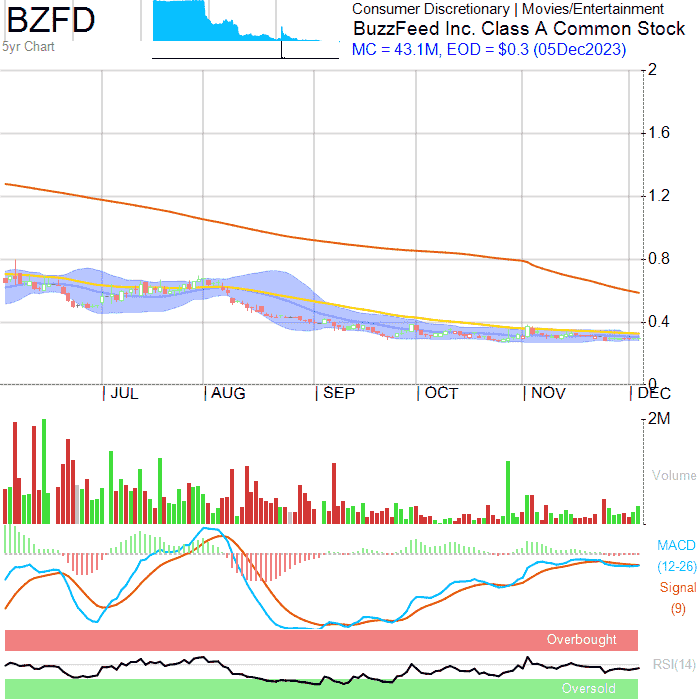 BZFD
5yr Chart
Consumer Discretionary | Movies/Entertainment
BuzzFeed Inc. Class A Common Stock
MC = 43.1M, EOD = $0.3 (05Dec2023)
2
1.6
1.2
0.8
0.4
0
JUL AUG SEP OCT NOV DEC
2M
Volume
MACD
(12-26)
Signal
(9)
Overbought
RSI(14)
Oversold